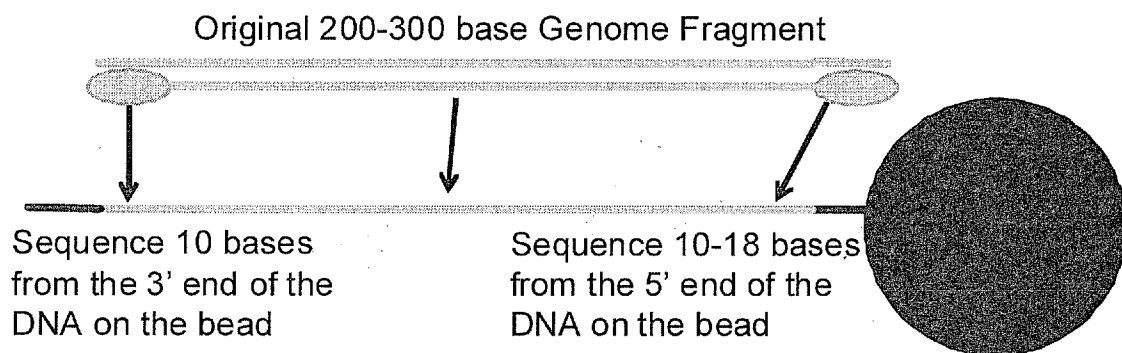 Original 200-300 base Genome Fragment
Sequence 10 bases
from the 3' end of the
DNA on the bead
Sequence 10-18 bases
from the 5' end of the
DNA on the bead